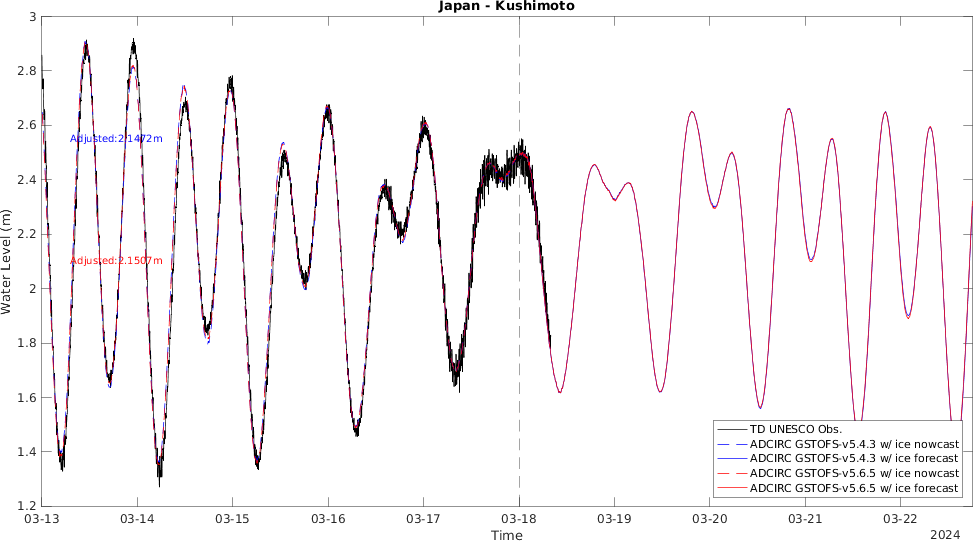 Japan - Kushimoto
3
2.8
2.6
2.4
2.2
2
1.8
1.6
1.4
1.2
Water Level (m)
Adjusted:2.1472m
Adjusted:2.1507m
TD UNESCO Obs.
ADCIRC GSTOFS-v5.4.3 w/ ice nowcast
ADCIRC GSTOFS-v5.4.3 w/ ice forecast
ADCIRC GSTOFS-v5.6.5 w/ ice nowcast
ADCIRC GSTOFS-v5.6.5 w/ ice forecast
03-13 03-14 03-15 03-16 03-17 03-18 03-19 03-20 03-21 03-22
Time
2024